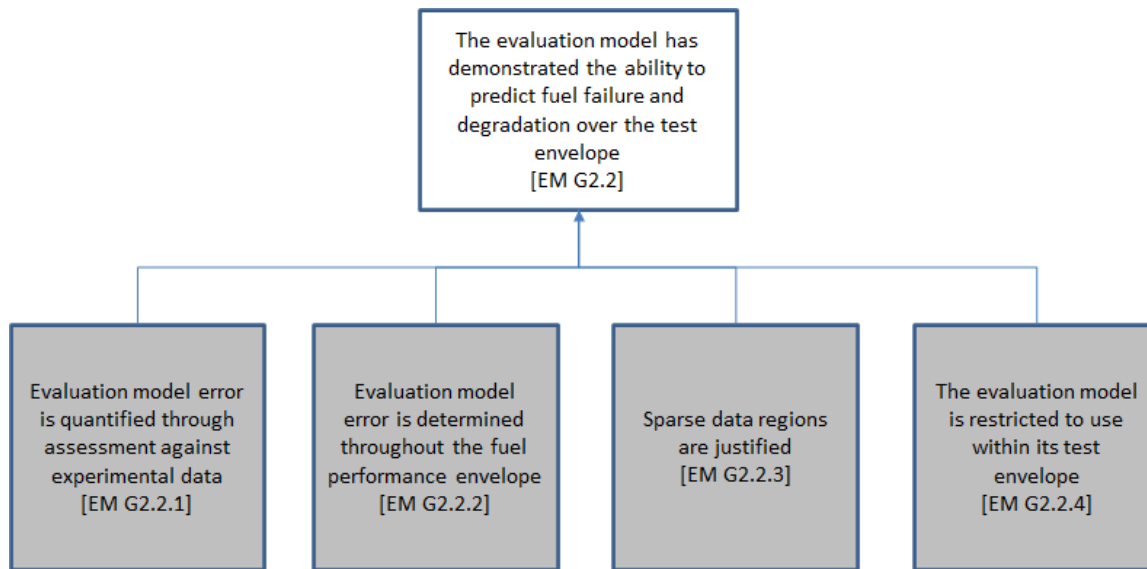 The evaluation model has
demonstrated the ability to
predict fuel failure and
degradation over the test
envelope
[EM G2.2]
Evaluation model error
is quantified through
assessment against
experimental data
[EM G2.2.1]
Evaluation model
error is determined
throughout the fuel
performance envelope
[EM G2.2.2]
Sparse data regions
are justified
[EM G2.2.3]
The evaluation model
is restricted to use
within its test
envelope
[EM G2.2.4]